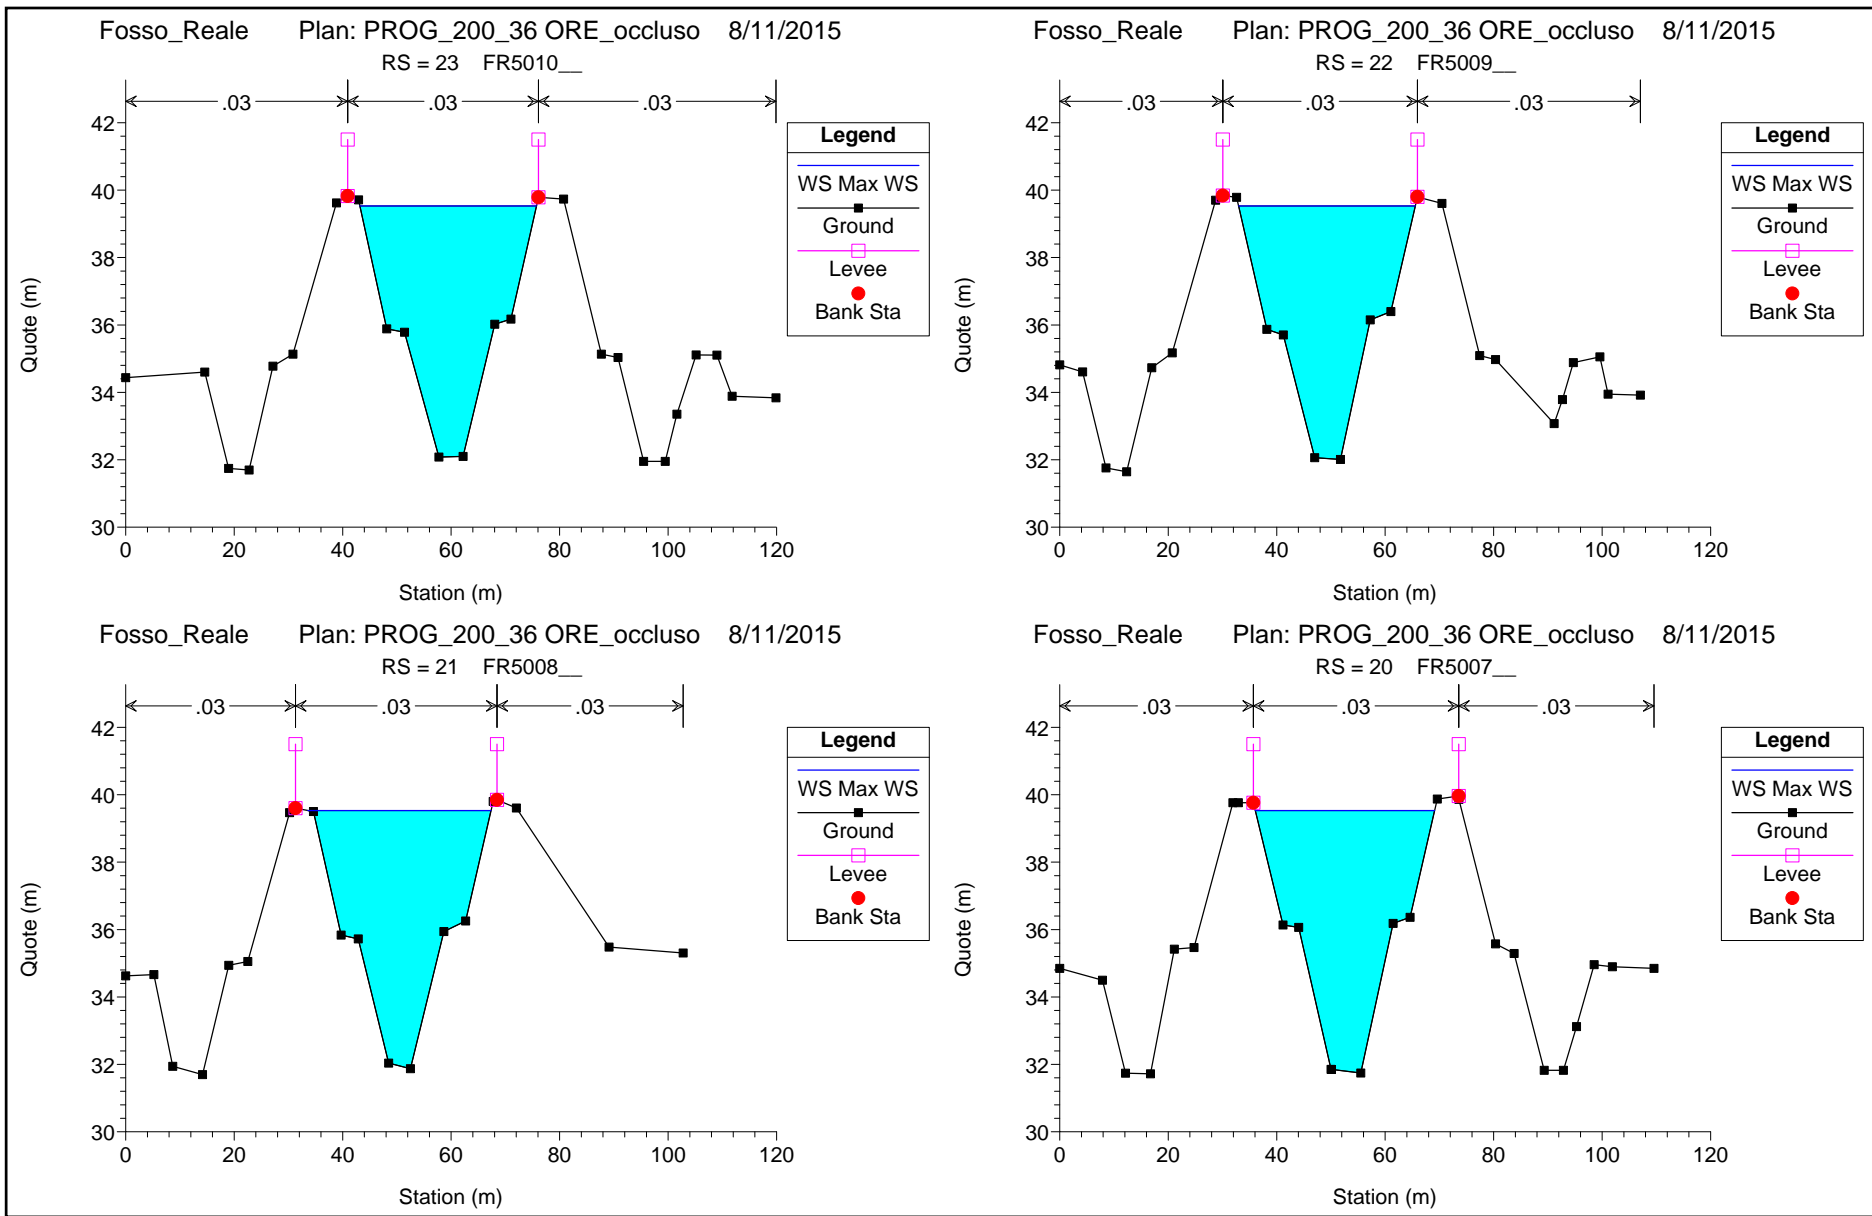 Fosso_Reale Plan: PROG_200_36 ORE_occluso 8/11/2015
RS = 23 FR5010__
.03 .03 .03
42
40
38
36
34
32
30
0 20 40 60 80 100 120
Quote (m)
Station (m)
Legend
WS Max WS
Ground
Levee
Bank Sta
Fosso_Reale Plan: PROG_200_36 ORE_occluso 8/11/2015
RS = 22 FR5009__
.03 .03 .03
42
40
38
36
34
32
30
0 20 40 60 80 100 120
Quote (m)
Station (m)
Legend
WS Max WS
Ground
Levee
Bank Sta
Fosso_Reale Plan: PROG_200_36 ORE_occluso 8/11/2015
RS = 21 FR5008__
.03 .03 .03
42
40
38
36
34
32
30
0 20 40 60 80 100 120
Quote (m)
Station (m)
Legend
WS Max WS
Ground
Levee
Bank Sta
Fosso_Reale Plan: PROG_200_36 ORE_occluso 8/11/2015
RS = 20 FR5007__
.03 .03 .03
42
40
38
36
34
32
30
0 20 40 60 80 100 120
Quote (m)
Station (m)
Legend
WS Max WS
Ground
Levee
Bank Sta